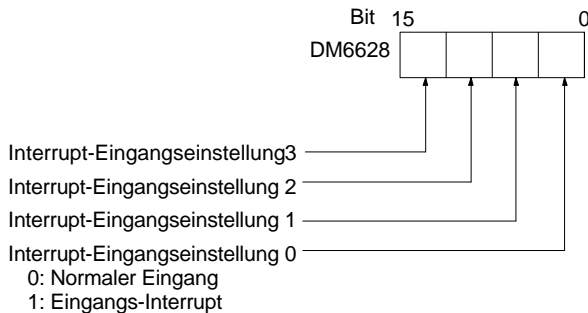 Bit 15 0
DM6628
Interrupt-Eingangseinstellung3
Interrupt-Eingangseinstellung 2
Interrupt-Eingangseinstellung 1
Interrupt-Eingangseinstellung 0
0: Normaler Eingang
1: Eingangs-Interrupt